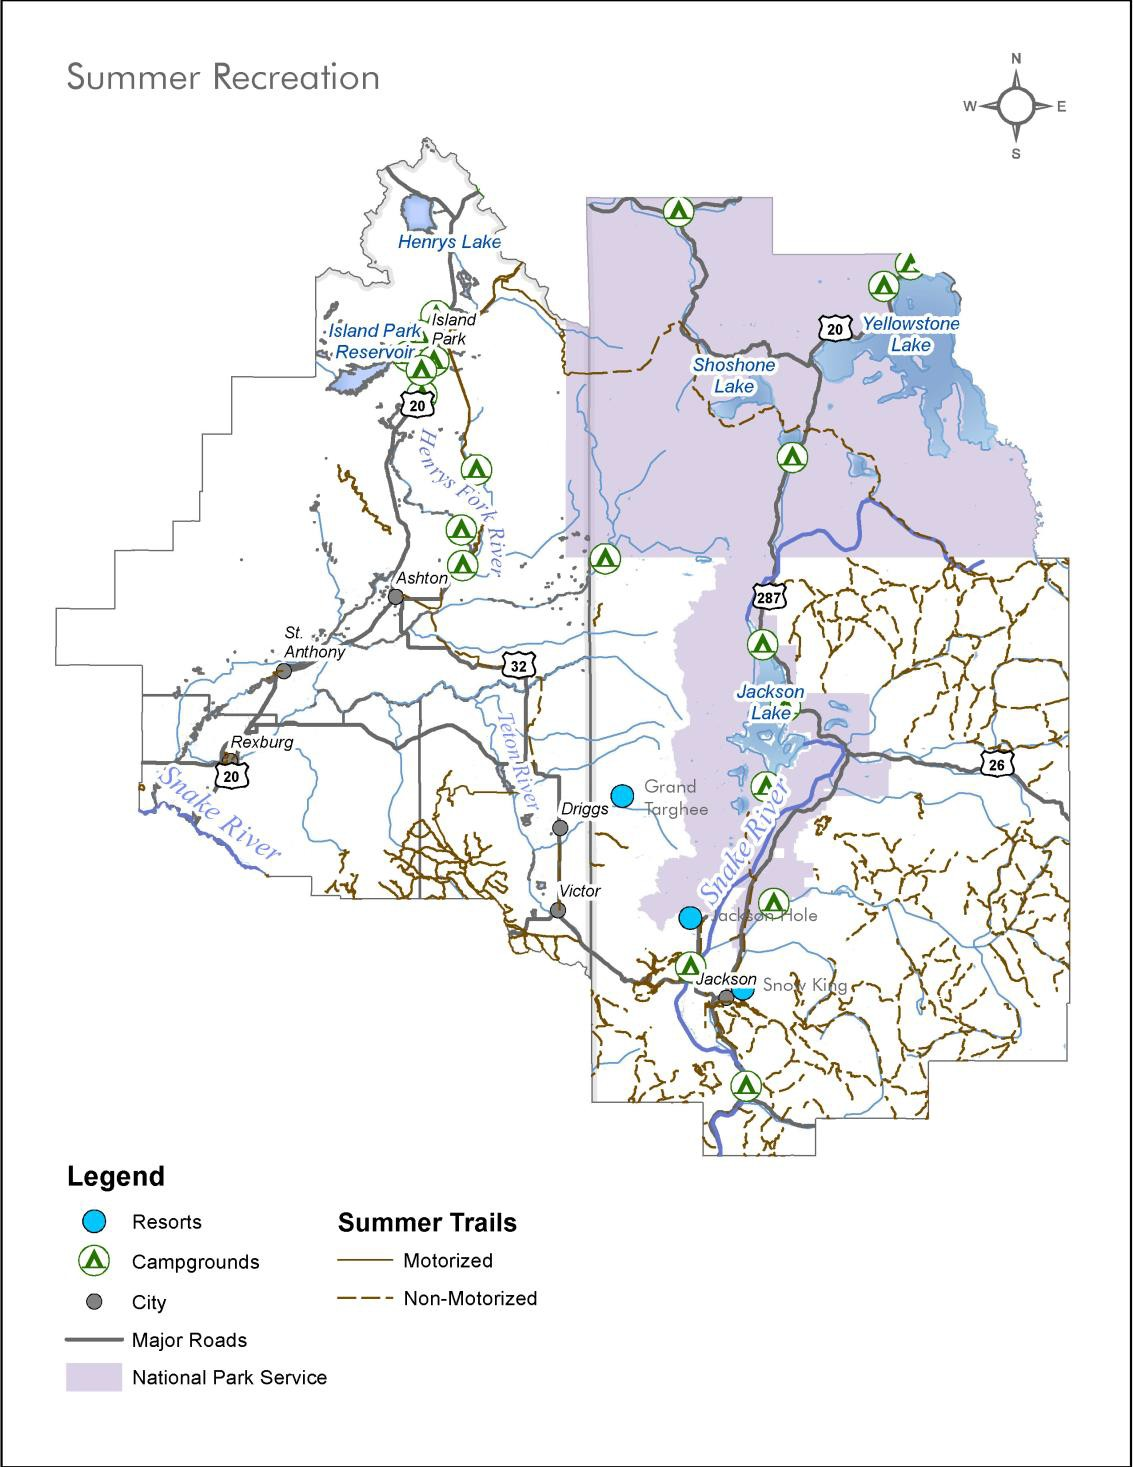 Summer Recreation
N
W
E
S
Henrys Lake
Island
Park
Island Park
Reservoir
20
20
Yellowstone
Lake
Shoshone
Lake
Henrys Fork River
Ashton
287
St.
Anthony
32
Jackson
Lake
Teton River
Rexburg
20
26
Snake River
Grand
Targhee
Driggs
Snake River
Victor
Jackson Hole
Jackson
Snow King
Legend
Resorts
Campgrounds
City
Major Roads
National Park Service
Summer Trails
Motorized
Non-Motorized